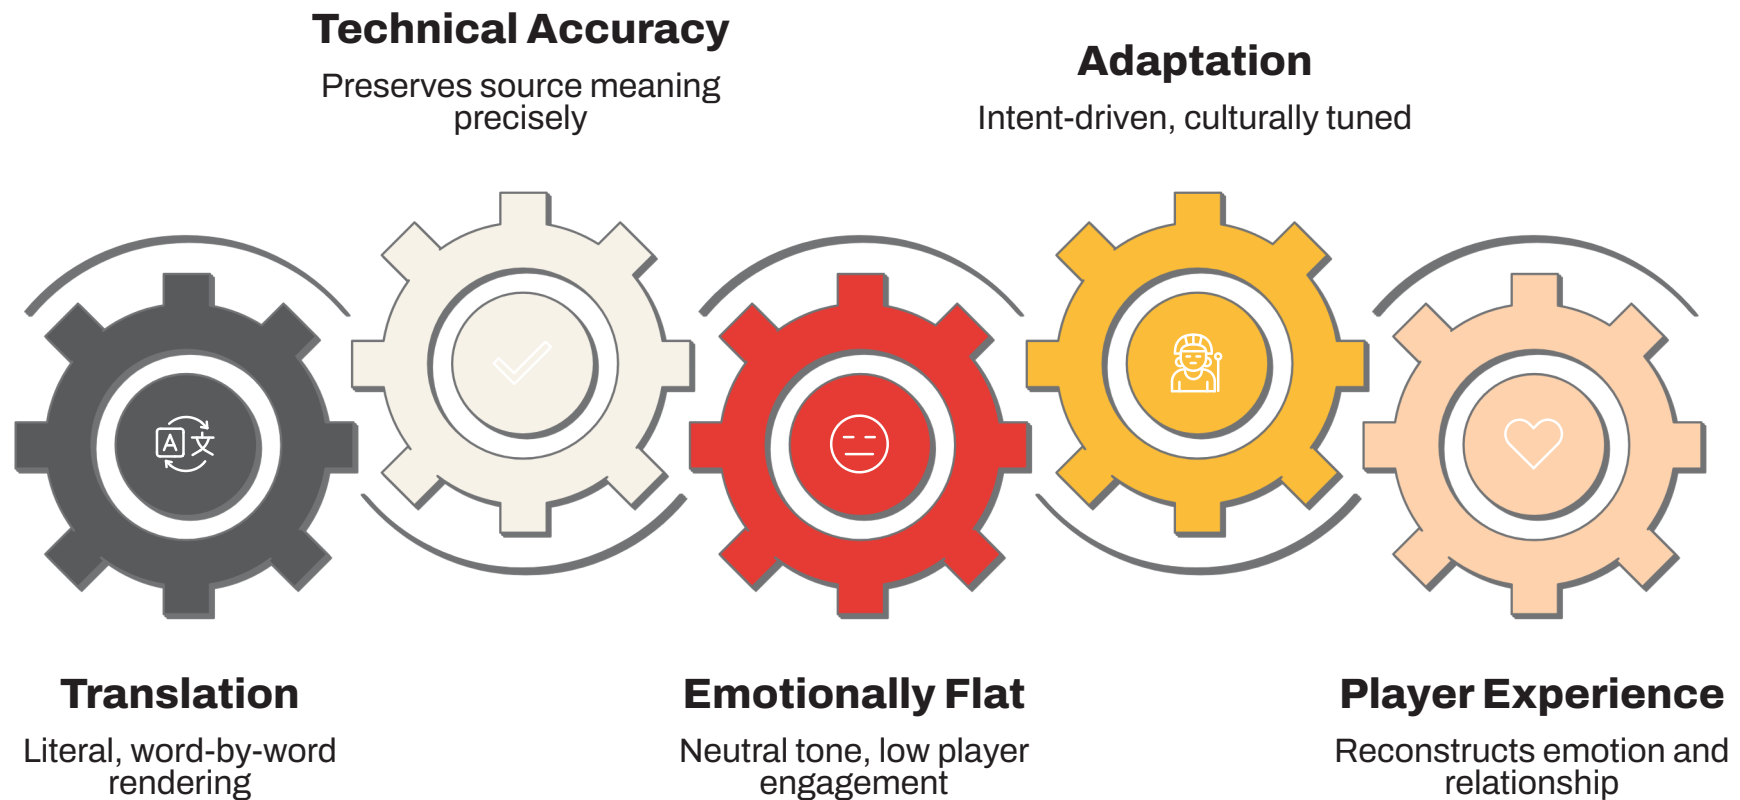 Technical Accuracy
Preserves source meaning
precisely
Adaptation
Intent-driven, culturally tuned
A 文
Translation
Literal, word-by-word
rendering
Emotionally Flat
Neutral tone, low player
engagement
Player Experience
Reconstructs emotion and
relationship